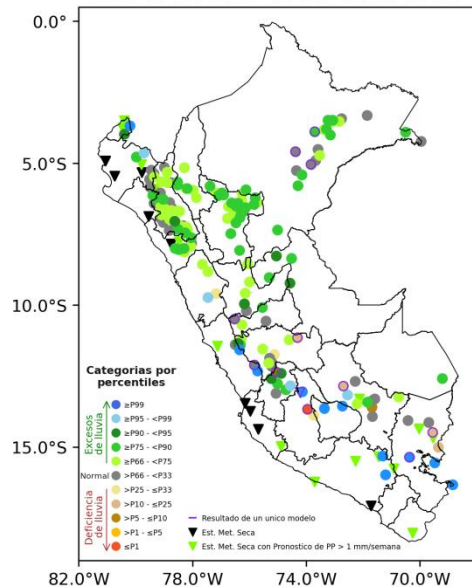 0.0°
5.0°S
10.0°S
15.0°S
82.0°W
78.0°W
74.0°W
70.0°W
Categorias por
percentiles
Excesos
de lluvia
Normal
Deficiencia
de lluvia
≥P99
≥P95 - <P99
≥P90 - <P95
≥P75 - <P90
≥P66 - <P75
>P33 - <P66
>P25 - ≤P33
>P10 - ≤P25
>P5 - ≤P10
>P1 - ≤P5
≤P1
Resultado de un unico modelo
Est. Met. Seca
Est. Met. Seca con Pronostico de PP > 1 mm/semana